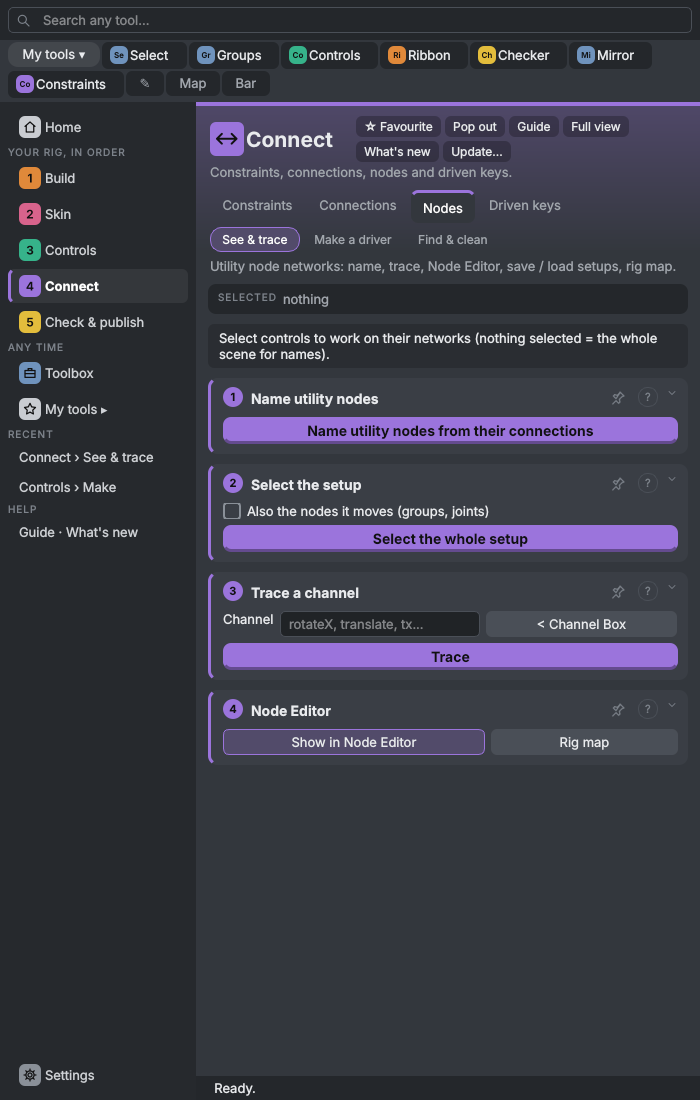 Search any tool...
My tools ▾
Se Select
Gr Groups
Co Controls
Ri Ribbon
Ch Checker
Mi Mirror
Co Constraints
✎
Map
Bar
Home
YOUR RIG, IN ORDER
1 Build
2 Skin
3 Controls
4 Connect
5 Check & publish
ANY TIME
Toolbox
My tools ▸
RECENT
Connect › See & trace
Controls › Make
HELP
Guide · What's new
Settings
Connect
☆ Favourite
Pop out
Guide
Full view
What's new
Update...
Constraints, connections, nodes and driven keys.
Constraints
Connections
Nodes
Driven keys
See & trace
Make a driver
Find & clean
Utility node networks: name, trace, Node Editor, save / load setups, rig map.
SELECTED nothing
Select controls to work on their networks (nothing selected = the whole
scene for names).
1 Name utility nodes
?
Name utility nodes from their connections
2 Select the setup
?
Also the nodes it moves (groups, joints)
Select the whole setup
3 Trace a channel
?
Channel
rotateX, translate, tx...
< Channel Box
Trace
4 Node Editor
?
Show in Node Editor
Rig map
Ready.